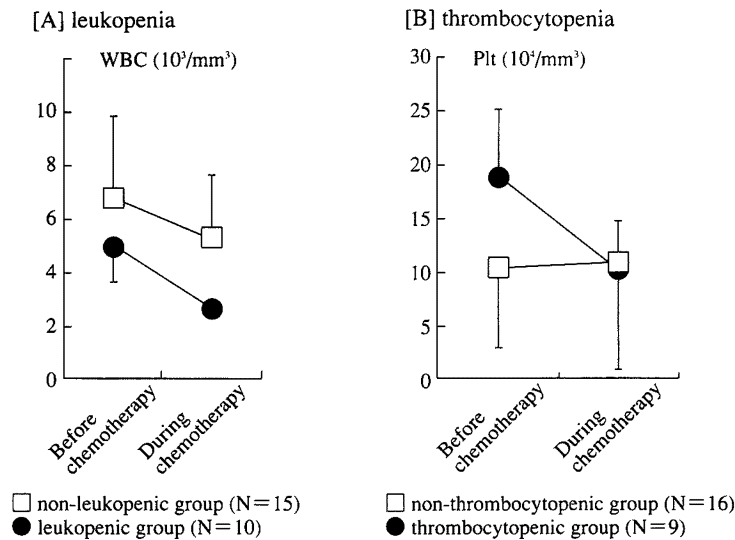 [A] leukopenia
WBC (10³/mm³)
10
8
6
4
2
0
Before chemotherapy
During chemotherapy
□ non-leukopenic group (N=15)
● leukopenic group (N=10)
[B] thrombocytopenia
Plt (10⁴/mm³)
30
25
20
15
10
5
0
Before chemotherapy
During chemotherapy
□ non-thrombocytopenic group (N=16)
● thrombocytopenic group (N=9)